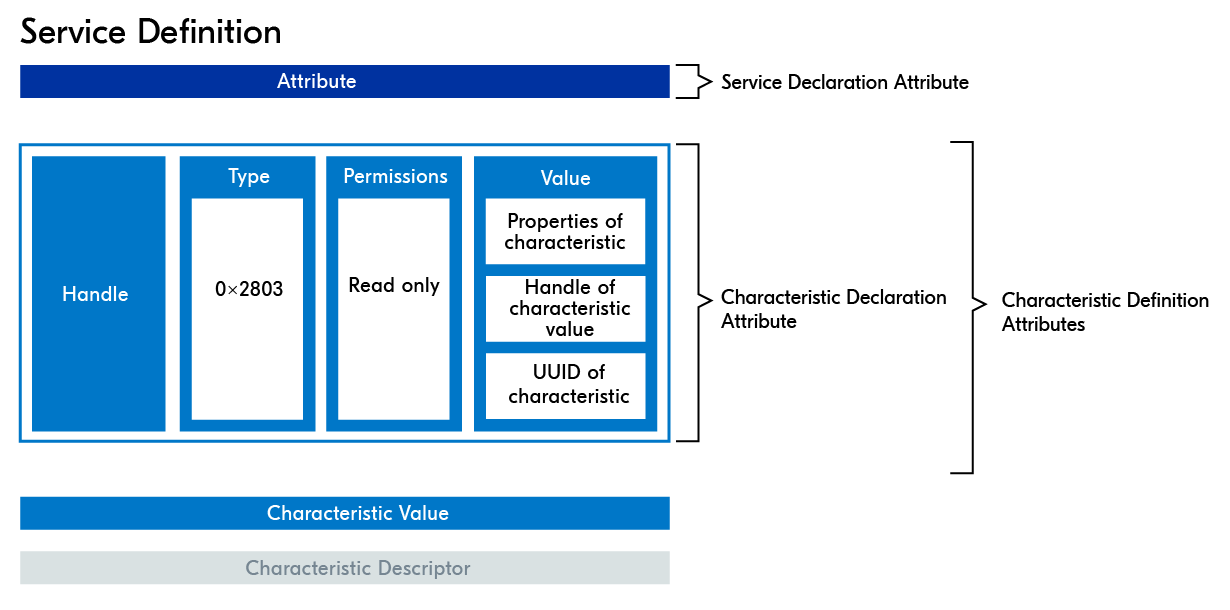 Service Definition
Attribute
Service Declaration Attribute
Handle
Type
0×2803
Permissions
Read only
Value
Properties of
characteristic
Handle of
characteristic
value
UUID of
characteristic
Characteristic Declaration
Attribute
Characteristic Definition
Attributes
Characteristic Value
Characteristic Descriptor